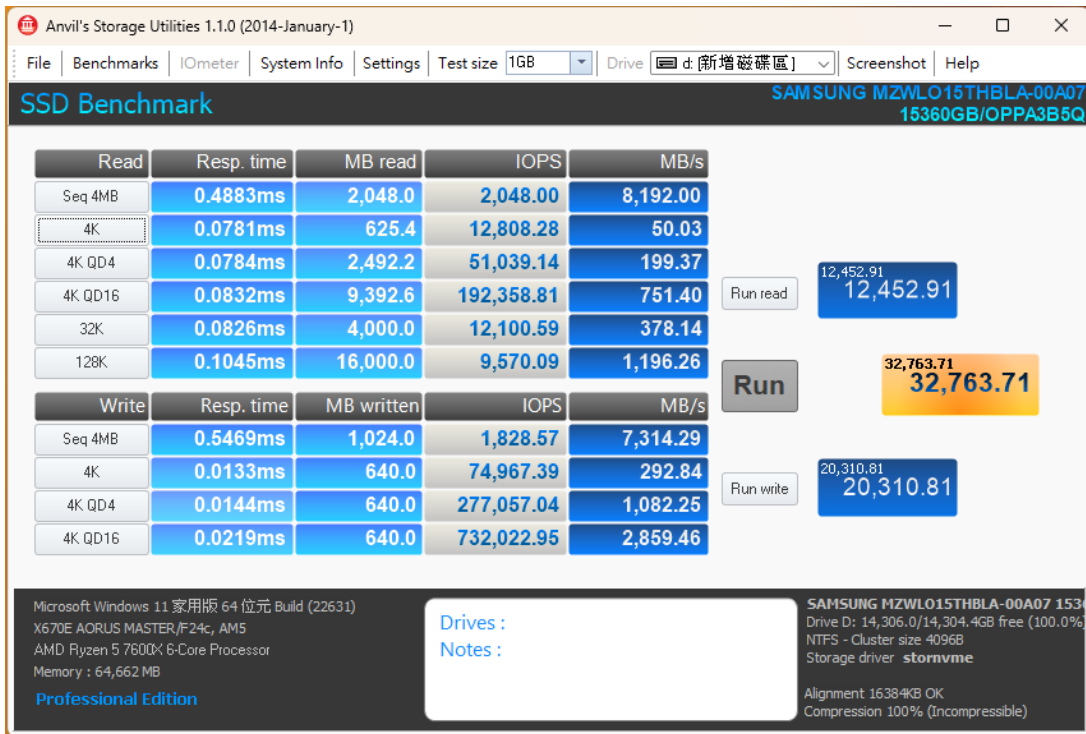 Anvil's Storage Utilities 1.1.0 (2014-January-1)
File Benchmarks IOmeter System Info Settings Test size 1GB Drive d: [新增磁碟區] Screenshot Help
SSD Benchmark
SAMSUNG MZWLO15THBLA-00A07
15360GB/OPPA3B5Q
Read Resp. time MB read IOPS MB/s
Seq 4MB 0.4883ms 2,048.0 2,048.00 8,192.00
4K 0.0781ms 625.4 12,808.28 50.03
4K QD4 0.0784ms 2,492.2 51,039.14 199.37
4K QD16 0.0832ms 9,392.6 192,358.81 751.40
32K 0.0826ms 4,000.0 12,100.59 378.14
128K 0.1045ms 16,000.0 9,570.09 1,196.26
Run read
12,452.91
12,452.91
Run
32,763.71
32,763.71
Write Resp. time MB written IOPS MB/s
Seq 4MB 0.5469ms 1,024.0 1,828.57 7,314.29
4K 0.0133ms 640.0 74,967.39 292.84
4K QD4 0.0144ms 640.0 277,057.04 1,082.25
4K QD16 0.0219ms 640.0 732,022.95 2,859.46
Run write
20,310.81
20,310.81
Microsoft Windows 11 家用版 64 位元 Build (22631)
X670E AORUS MASTER/F24c, AM5
AMD Ryzen 5 7600X 6-Core Processor
Memory : 64,662 MB
Professional Edition
Drives :
Notes :
SAMSUNG MZWLO15THBLA-00A07 153
Drive D: 14,306.0/14,304.4GB free (100.0%
NTFS - Cluster size 4096B
Storage driver stornvme
Alignment 16384KB OK
Compression 100% (Incompressible)